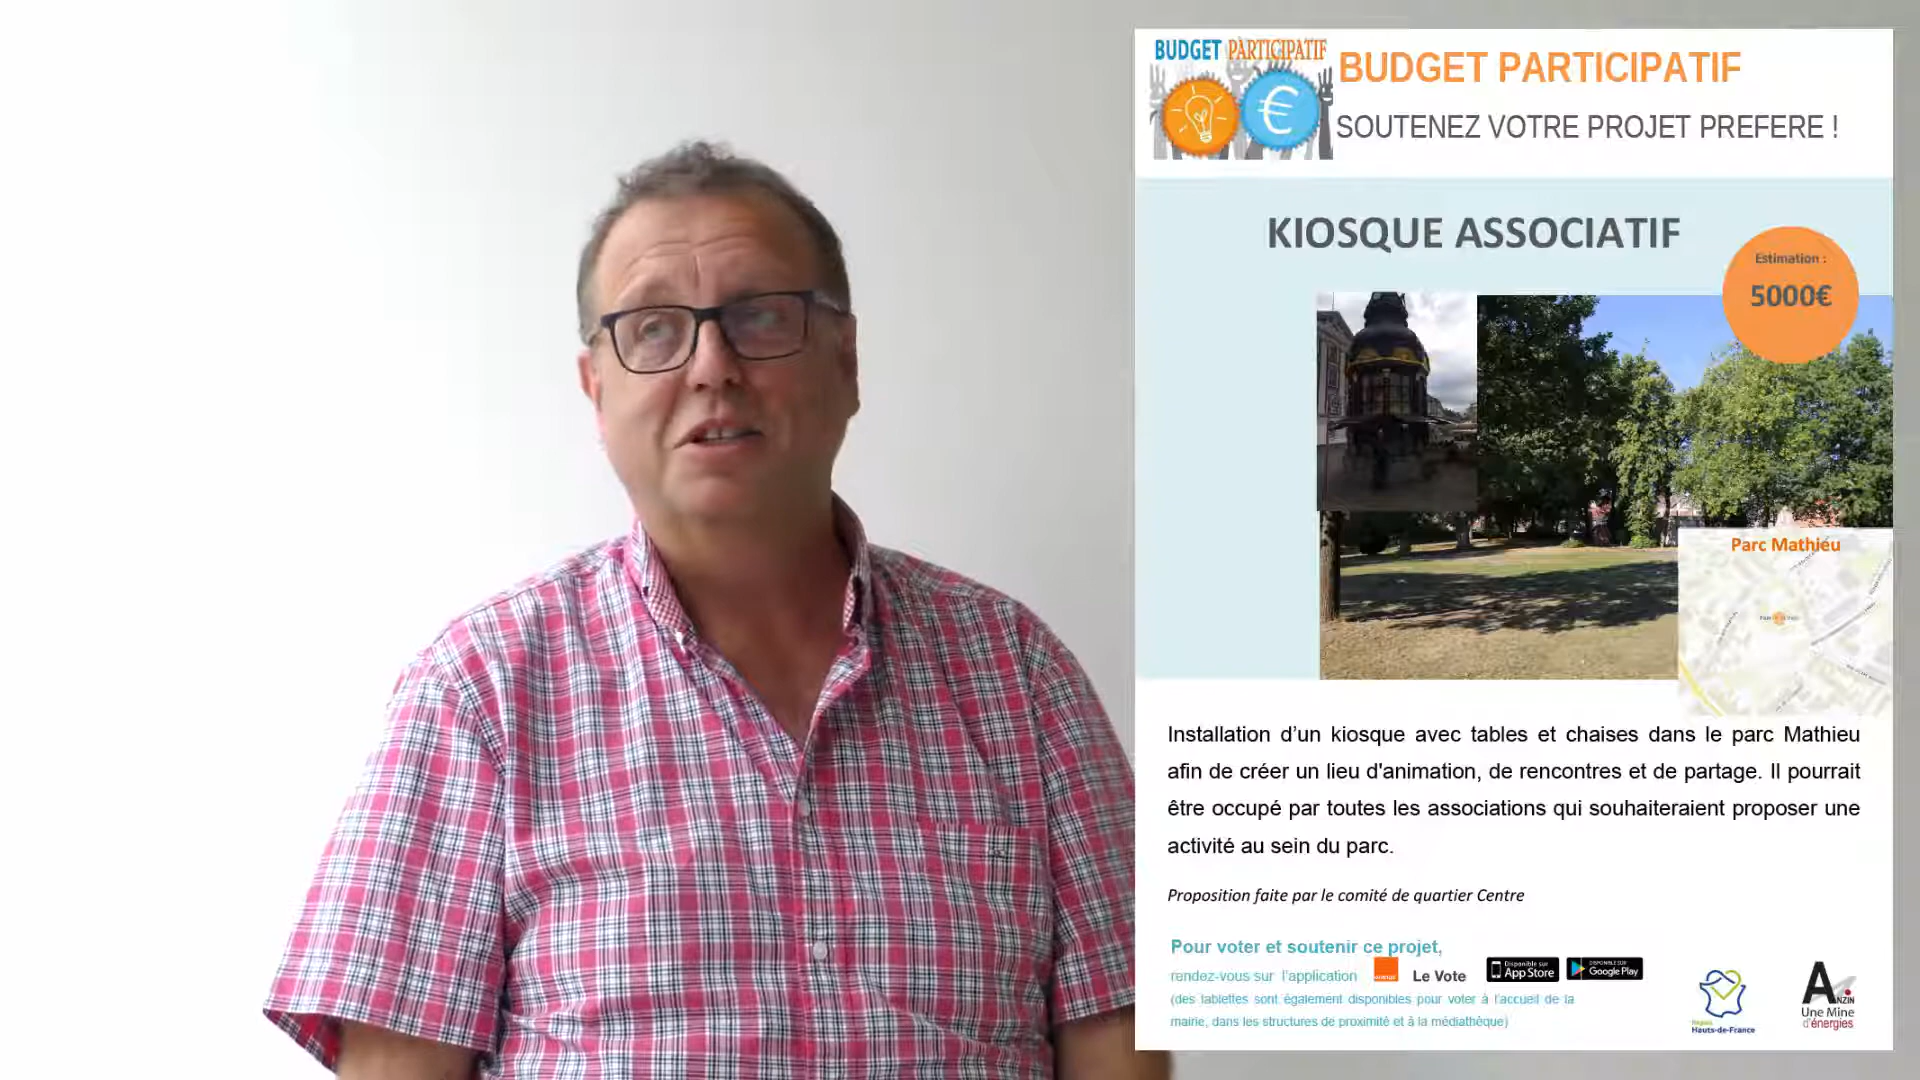 BUDGET PARTICIPATIF
BUDGET PARTICIPATIF
SOUTENEZ VOTRE PROJET PREFERE !
KIOSQUE ASSOCIATIF
Estimation :
5000€
Parc Mathieu
Installation d’un kiosque avec tables et chaises dans le parc Mathieu
afin de créer un lieu d'animation, de rencontres et de partage. Il pourrait
être occupé par toutes les associations qui souhaiteraient proposer une
activité au sein du parc.
Proposition faite par le comité de quartier Centre
Pour voter et soutenir ce projet,
rendez-vous sur l’application Le Vote
Disponible sur
App Store
DISPONIBLE SUR
Google Play
(des tablettes sont également disponibles pour voter à l’accueil de la
mairie, dans les structures de proximité et à la médiathèque)
Hauts-de-France
ANZIN
Une Mine
d'énergies